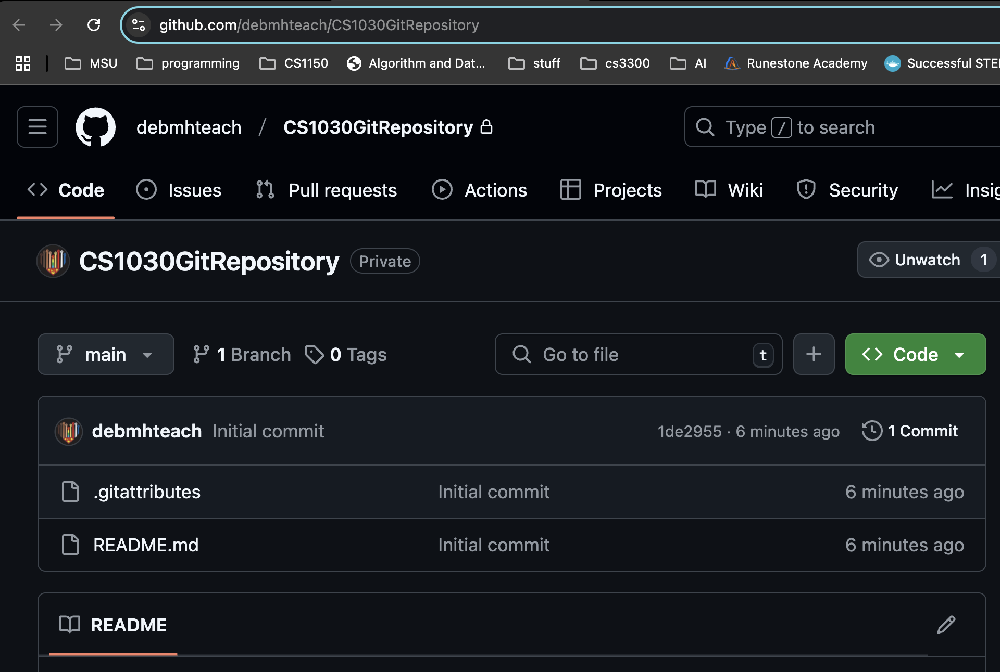 github.com/debmhteach/CS1030GitRepository
MSU programming CS1150 Algorithm and Dat... stuff cs3300 AI Runestone Academy Successful STE
debmhteach / CS1030GitRepository Type / to search
Code Issues Pull requests Actions Projects Wiki Security Insig
CS1030GitRepository Private Unwatch 1
main 1 Branch 0 Tags Go to file t + Code
debmhteach Initial commit 1de2955 · 6 minutes ago 1 Commit
.gitattributes Initial commit 6 minutes ago
README.md Initial commit 6 minutes ago
README